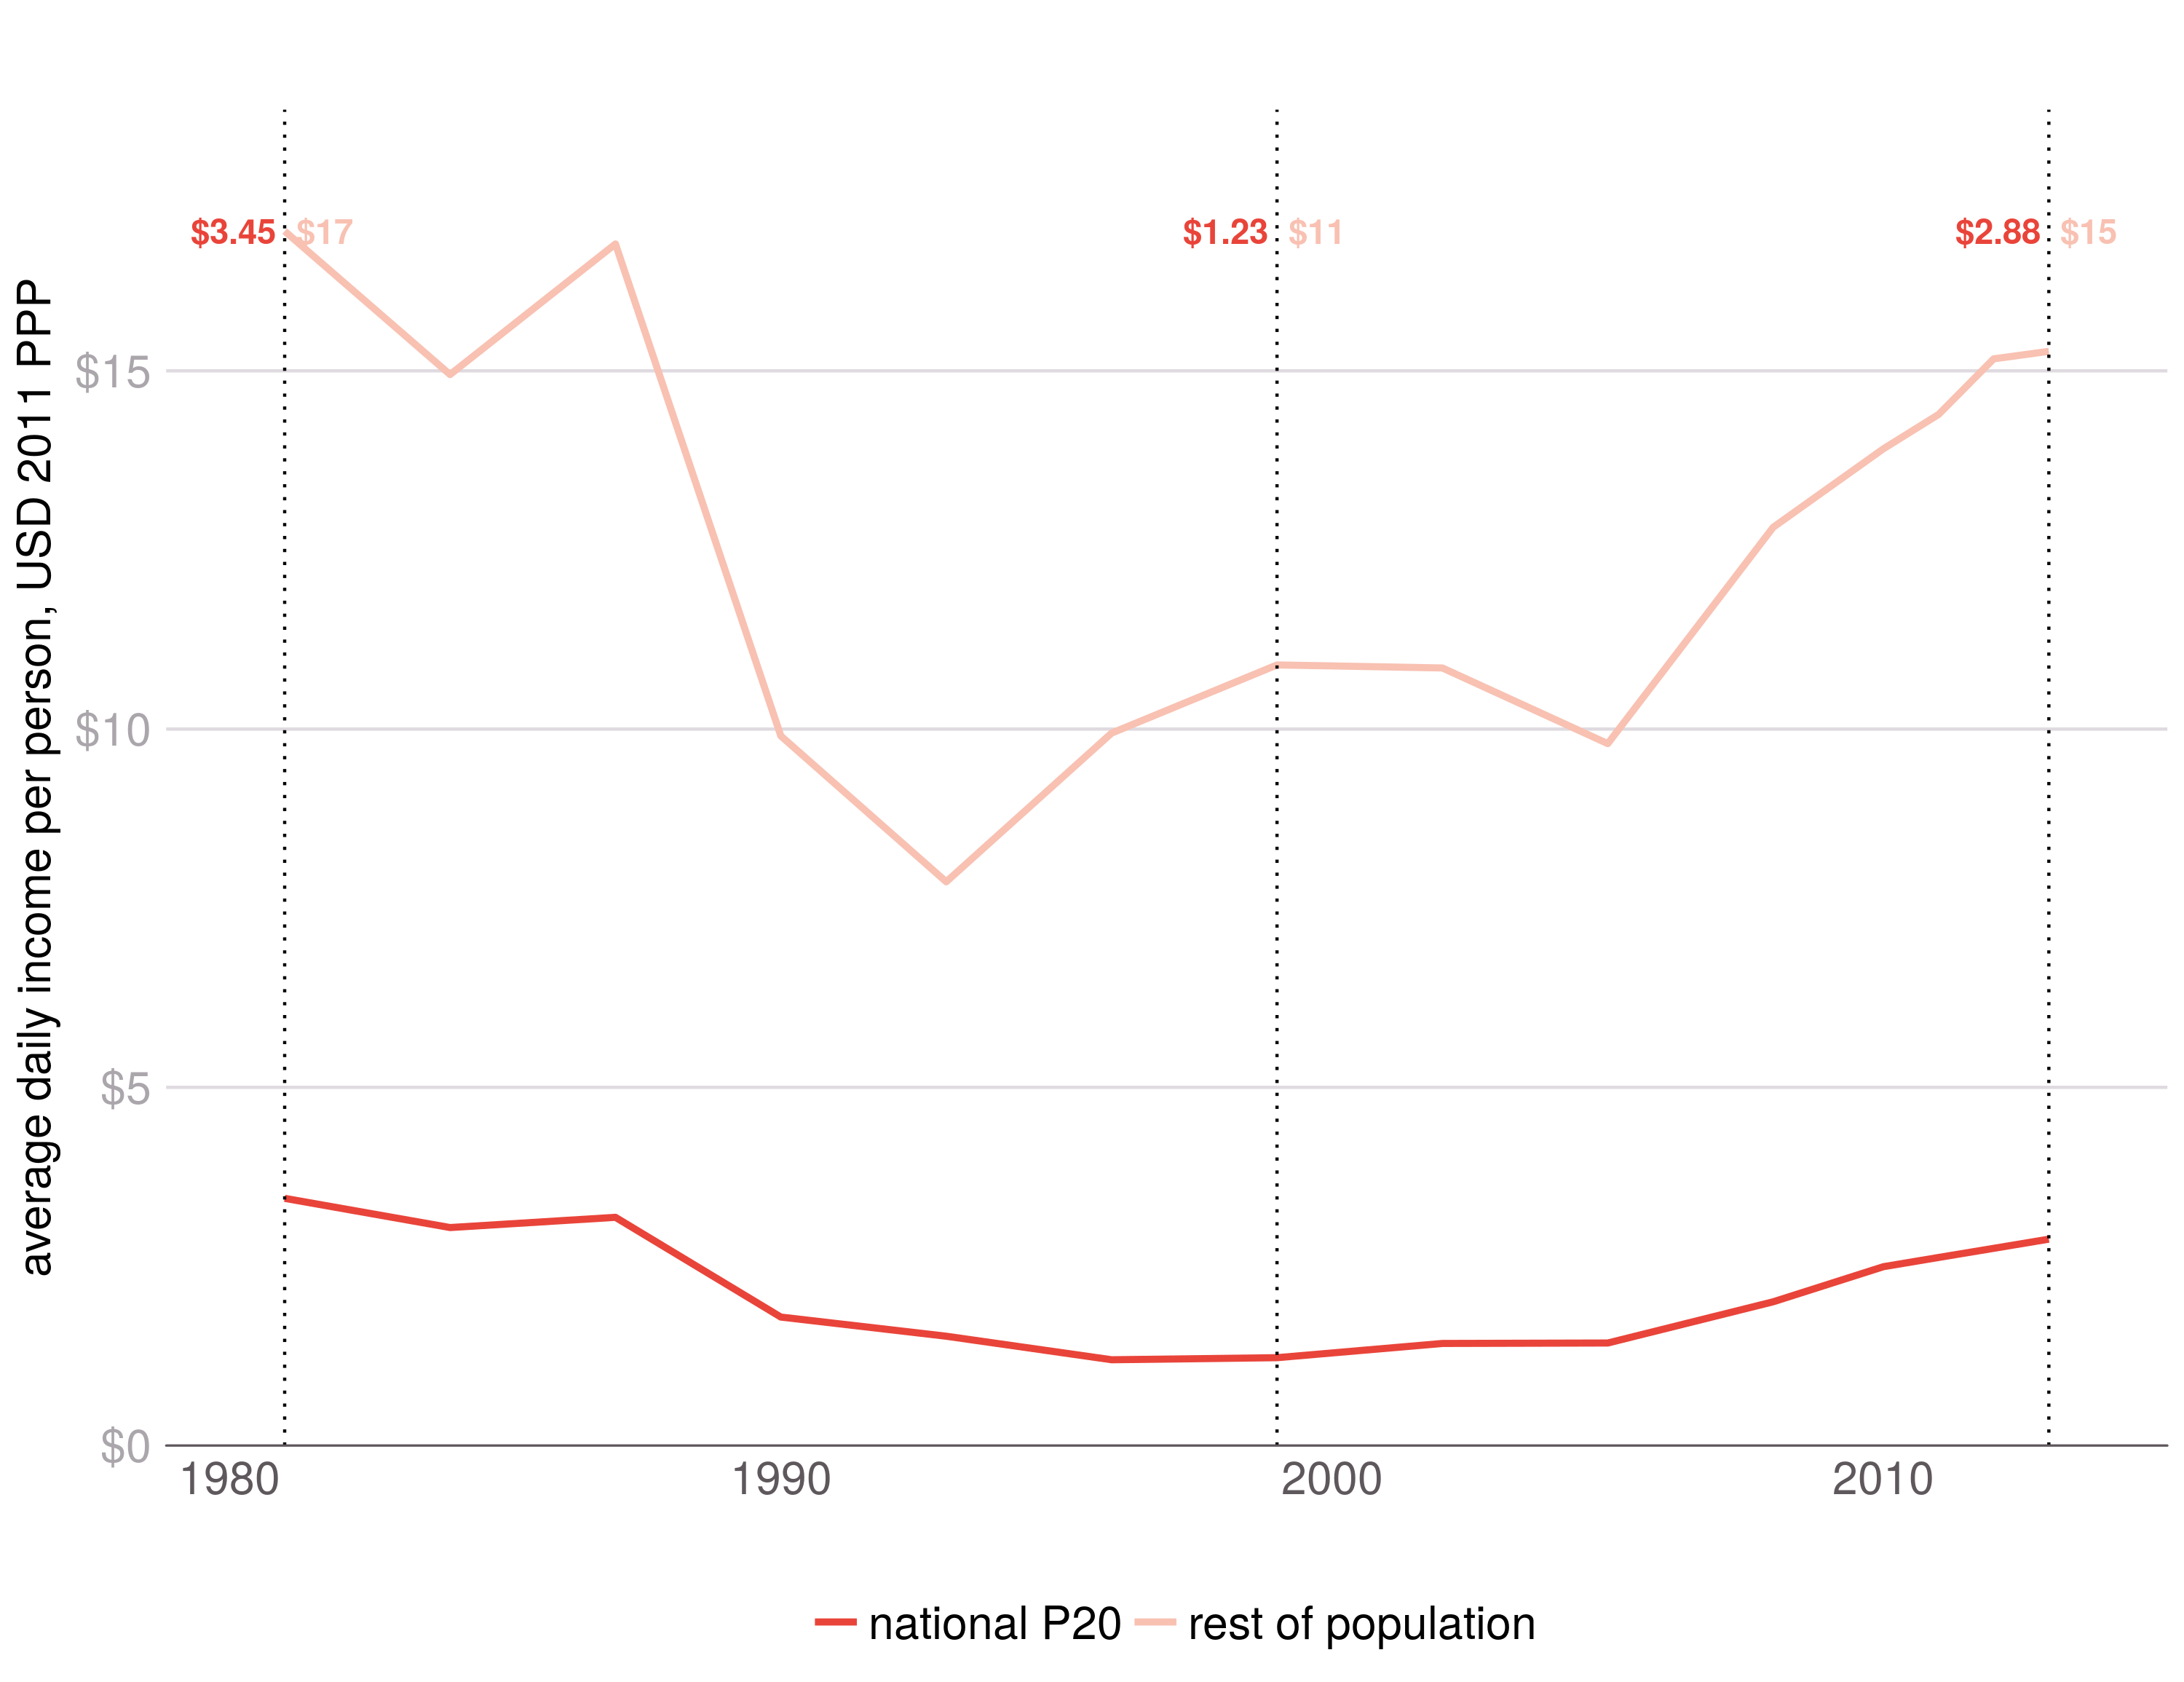 $3.45 $17 $1.23 $11 $2.88 $15
average daily income per person, USD 2011 PPP
$15
$10
$5
$0
1980 1990 2000 2010
national P20 rest of population